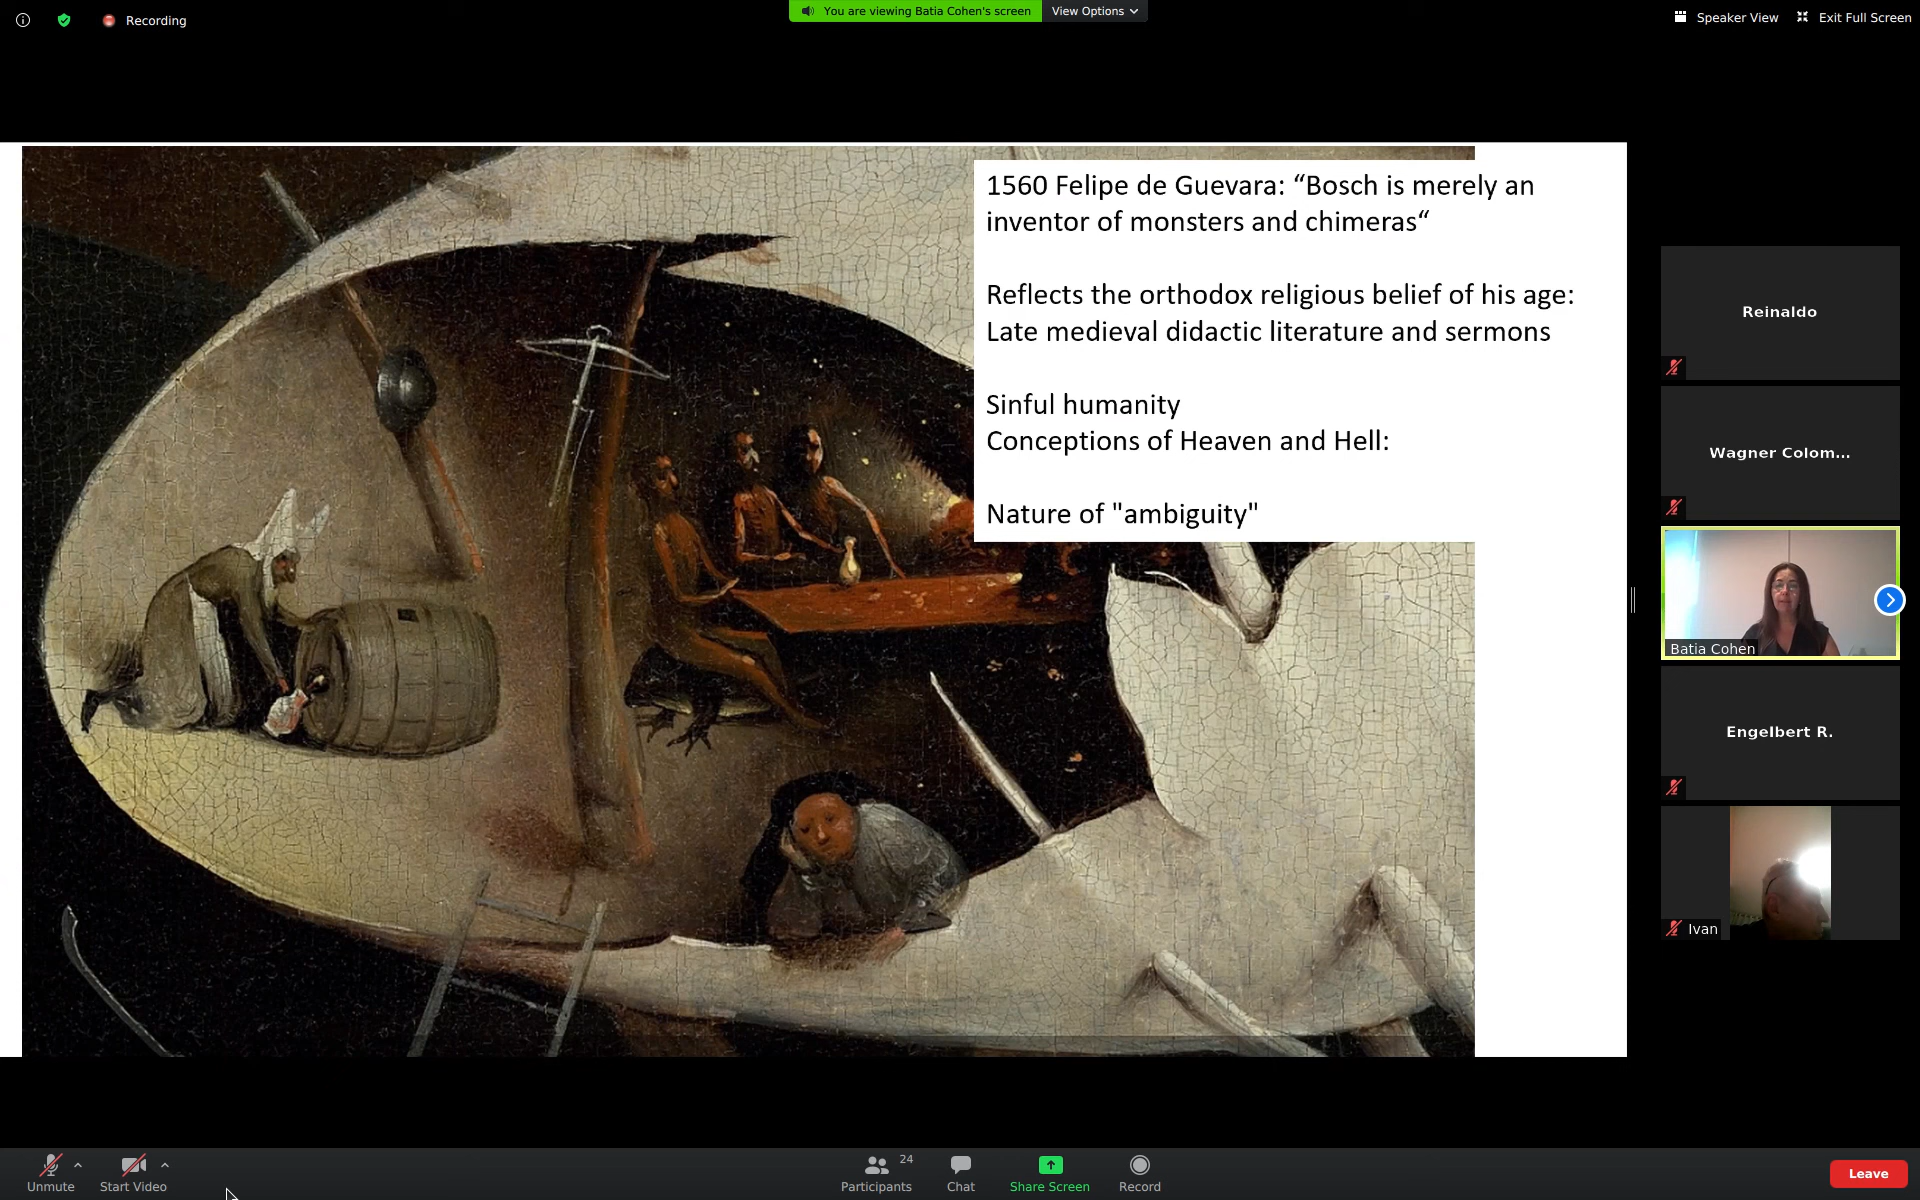 Recording
You are viewing Batia Cohen's screen
View Options
Speaker View
Exit Full Screen
1560 Felipe de Guevara: “Bosch is merely an
inventor of monsters and chimeras“
Reflects the orthodox religious belief of his age:
Late medieval didactic literature and sermons
Sinful humanity
Conceptions of Heaven and Hell:
Nature of "ambiguity"
Reinaldo
Wagner Colom...
Batia Cohen
Engelbert R.
Ivan
Unmute
Start Video
24
Participants
Chat
Share Screen
Record
Leave